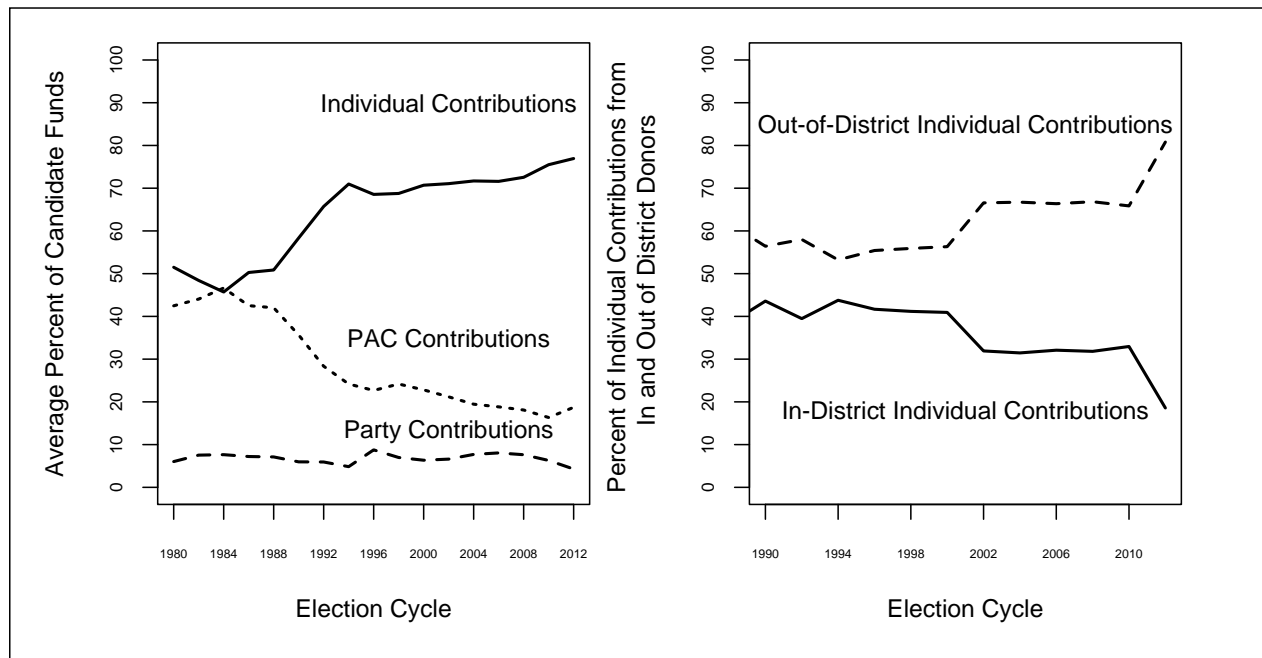 Average Percent of Candidate Funds
100
90
80
70
60
50
40
30
20
10
0
Individual Contributions
PAC Contributions
Party Contributions
1980 1984 1988 1992 1996 2000 2004 2008 2012
Election Cycle
Percent of Individual Contributions from
In and Out of District Donors
100
90
80
70
60
50
40
30
20
10
0
Out-of-District Individual Contributions
In-District Individual Contributions
1990 1994 1998 2002 2006 2010
Election Cycle